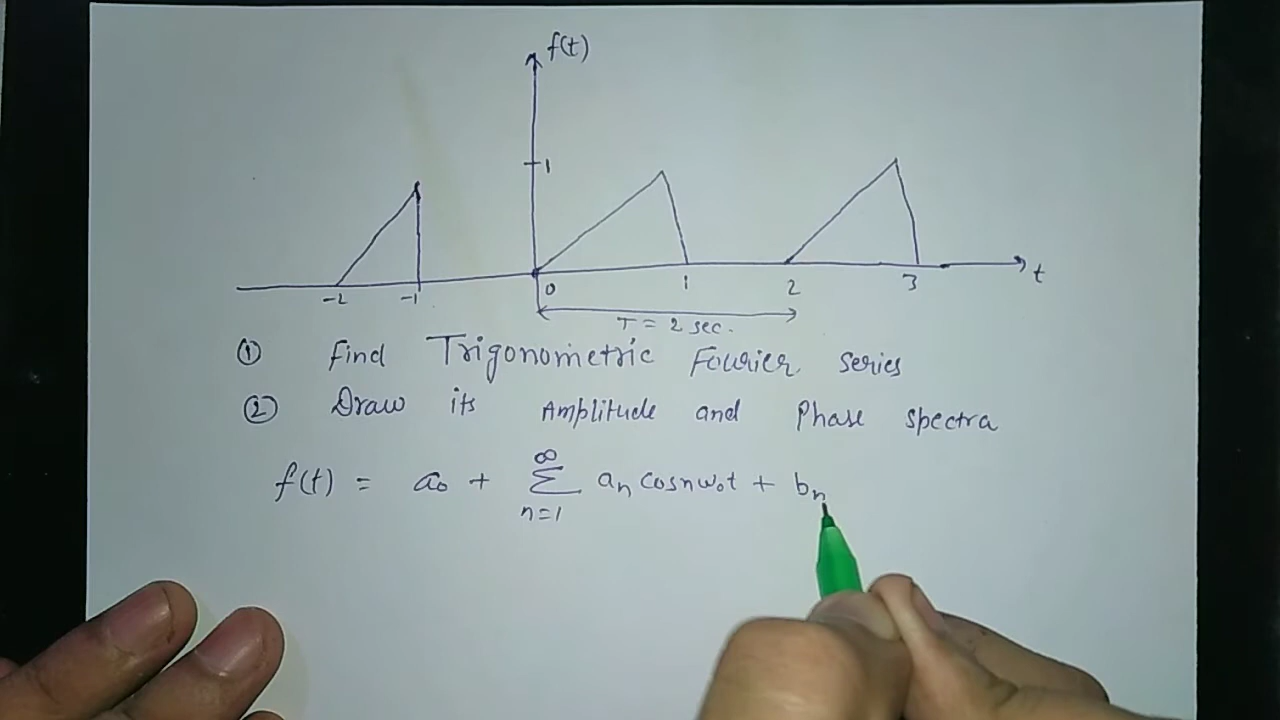 f(t)
1
-2 -1 0 1 2 3 t
T = 2 sec.
① Find Trigonometric Fourier Series
② Draw its Amplitude and Phase Spectra
f(t) = a₀ + ∞ Σ n=1 aₙ cosnω₀t + bₙ